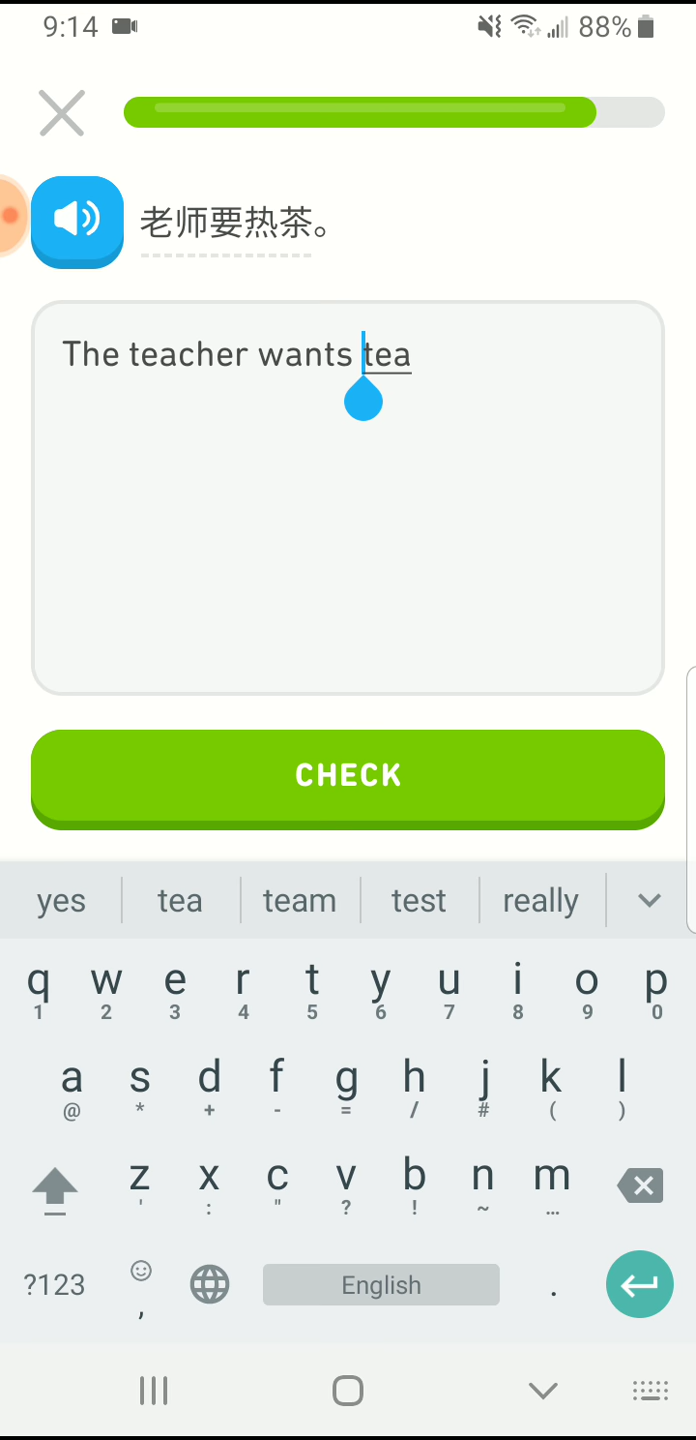 9:14 88%
老师要热茶。
The teacher wants tea
CHECK
yes tea team test really
q w e r t y u i o p
1 2 3 4 5 6 7 8 9 0
a s d f g h j k l
@ * + - = / # ( )
z x c v b n m
' : " ? ! ~ …
?123 , English .